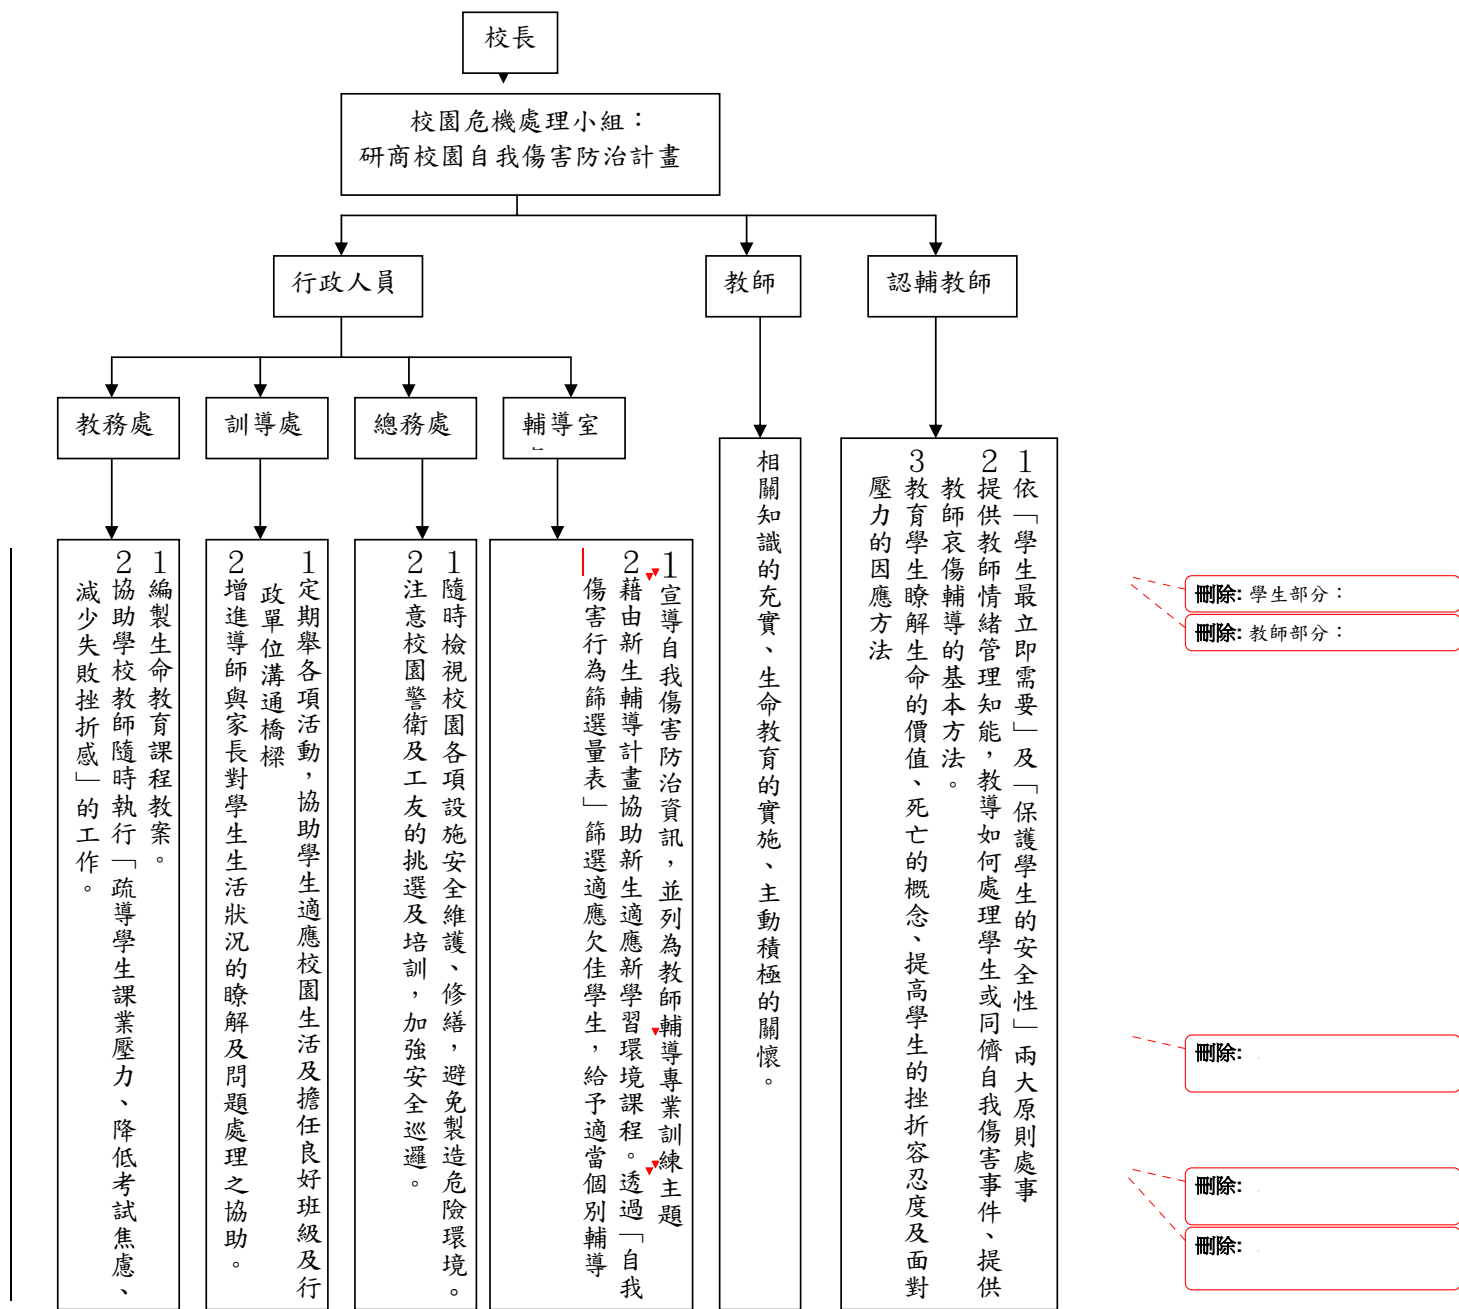 校長
校園危機處理小組：
研商校園自我傷害防治計畫
行政人員
教師
認輔教師
教務處
訓導處
總務處
輔導室
1編製生命教育課程教案。
2協助學校教師隨時執行「疏導學生課業壓力、降低考試焦慮、
減少失敗挫折感」的工作。
1定期舉各項活動，協助學生適應校園生活及擔任良好班級及行
政單位溝通橋樑
2增進導師與家長對學生生活狀況的瞭解及問題處理之協助。
1隨時檢視校園各項設施安全維護、修繕，避免製造危險環境。
2注意校園警衛及工友的挑選及培訓，加強安全巡邏。
1宣導自我傷害防治資訊，並列為教師輔導專業訓練主題
2藉由新生輔導計畫協助新生適應新學習環境課程。透過「自我
傷害行為篩選量表」篩選適應欠佳學生，給予適當個別輔導
相關知識的充實、生命教育的實施、主動積極的關懷。
1依「學生最立即需要」及「保護學生的安全性」兩大原則處事
2提供教師情緒管理知能，教導如何處理學生或同儕自我傷害事件、提供
教師哀傷輔導的基本方法。
3教育學生瞭解生命的價值、死亡的概念、提高學生的挫折容忍度及面對
壓力的因應方法
刪除: 學生部分：
刪除: 教師部分：
刪除:
刪除:
刪除: